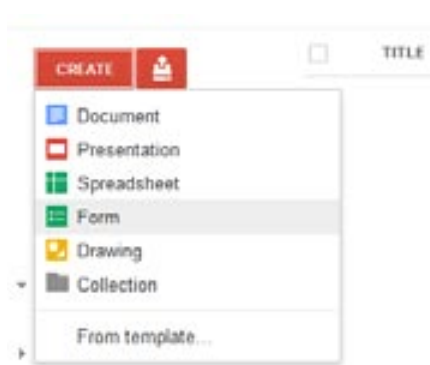 CREATE
TITLE
Document
Presentation
Spreadsheet
Form
Drawing
Collection
From template...